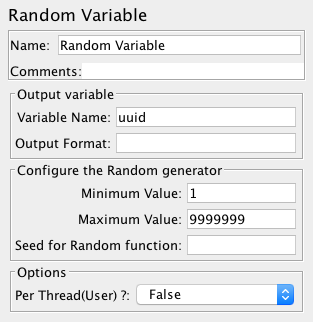 Random Variable
Name: Random Variable
Comments:
Output variable
Variable Name: uuid
Output Format:
Configure the Random generator
Minimum Value: 1
Maximum Value: 9999999
Seed for Random function:
Options
Per Thread(User) ?: False